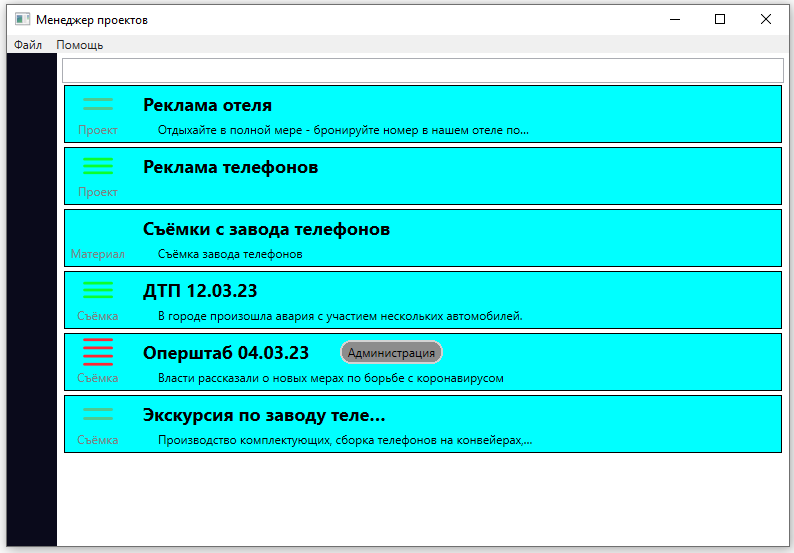 Менеджер проектов
Файл Помощь
Реклама отеля
Проект Отдыхайте в полной мере - бронируйте номер в нашем отеле по...
Реклама телефонов
Проект
Съёмки с завода телефонов
Материал Съёмка завода телефонов
ДТП 12.03.23
Съёмка В городе произошла авария с участием нескольких автомобилей.
Оперштаб 04.03.23 Администрация
Съёмка Власти рассказали о новых мерах по борьбе с коронавирусом
Экскурсия по заводу теле...
Съёмка Производство комплектующих, сборка телефонов на конвейерах,...